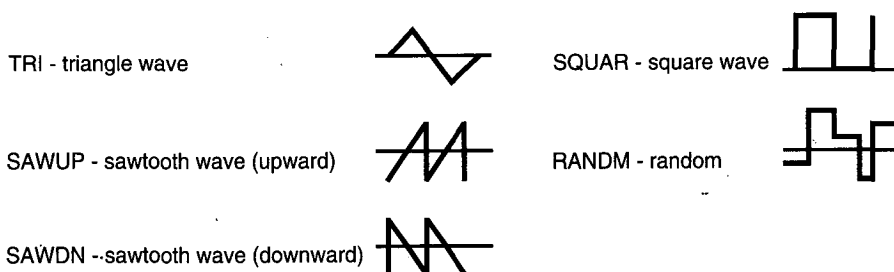 TRI - triangle wave
SQUAR - square wave
SAWUP - sawtooth wave (upward)
RANDM - random
SAWDN - sawtooth wave (downward)